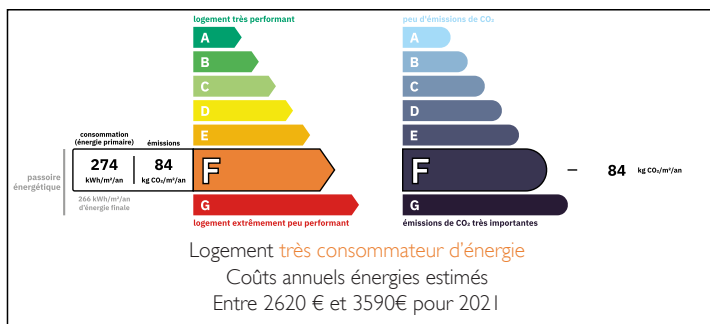 logement très performant
A
B
C
D
E
consommation
(énergie primaire)
émissions
274
kWh/m²/an
84
kg CO₂/m²/an
F
passoire
énergétique
266 kWh/m²/an
d'énergie finale
G
logement extrêmement peu performant
peu d'émissions de CO₂
A
B
C
D
E
F
84 kg CO₂/m²/an
G
émissions de CO₂ très importantes
Logement très consommateur d'énergie
Coûts annuels énergies estimés
Entre 2620 € et 3590€ pour 2021